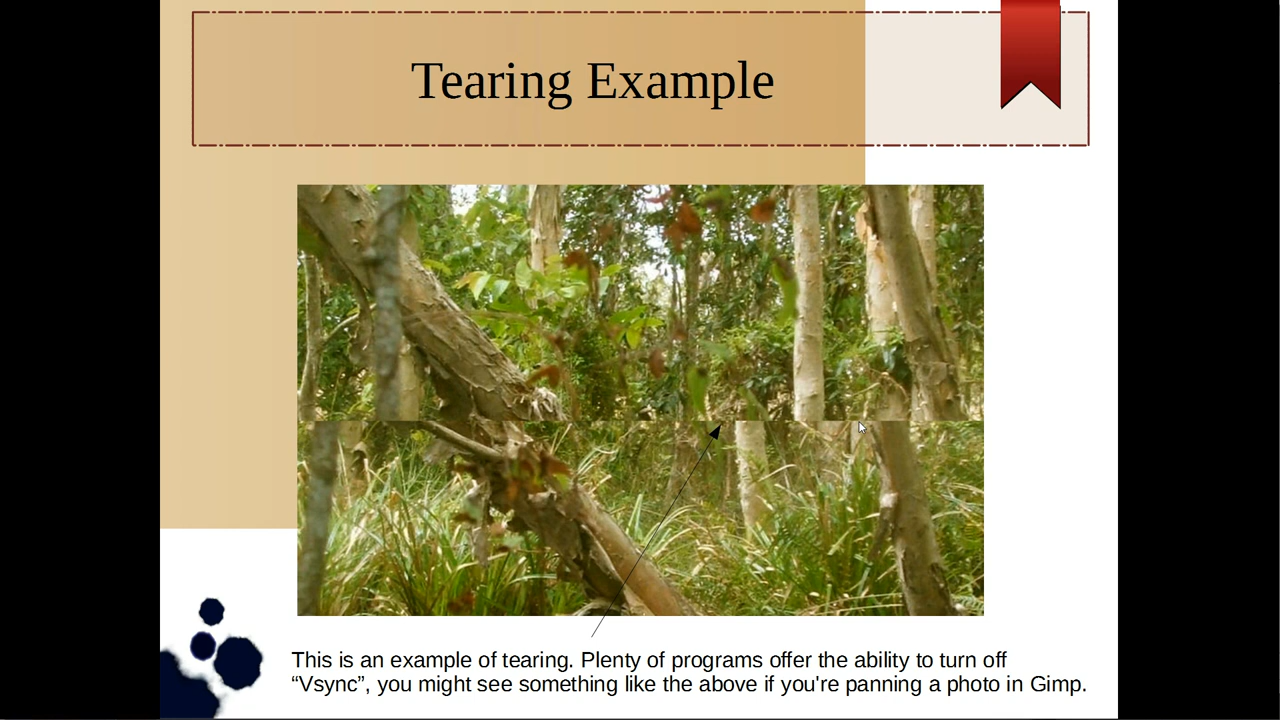 Tearing Example
This is an example of tearing. Plenty of programs offer the ability to turn off
“Vsync”, you might see something like the above if you're panning a photo in Gimp.